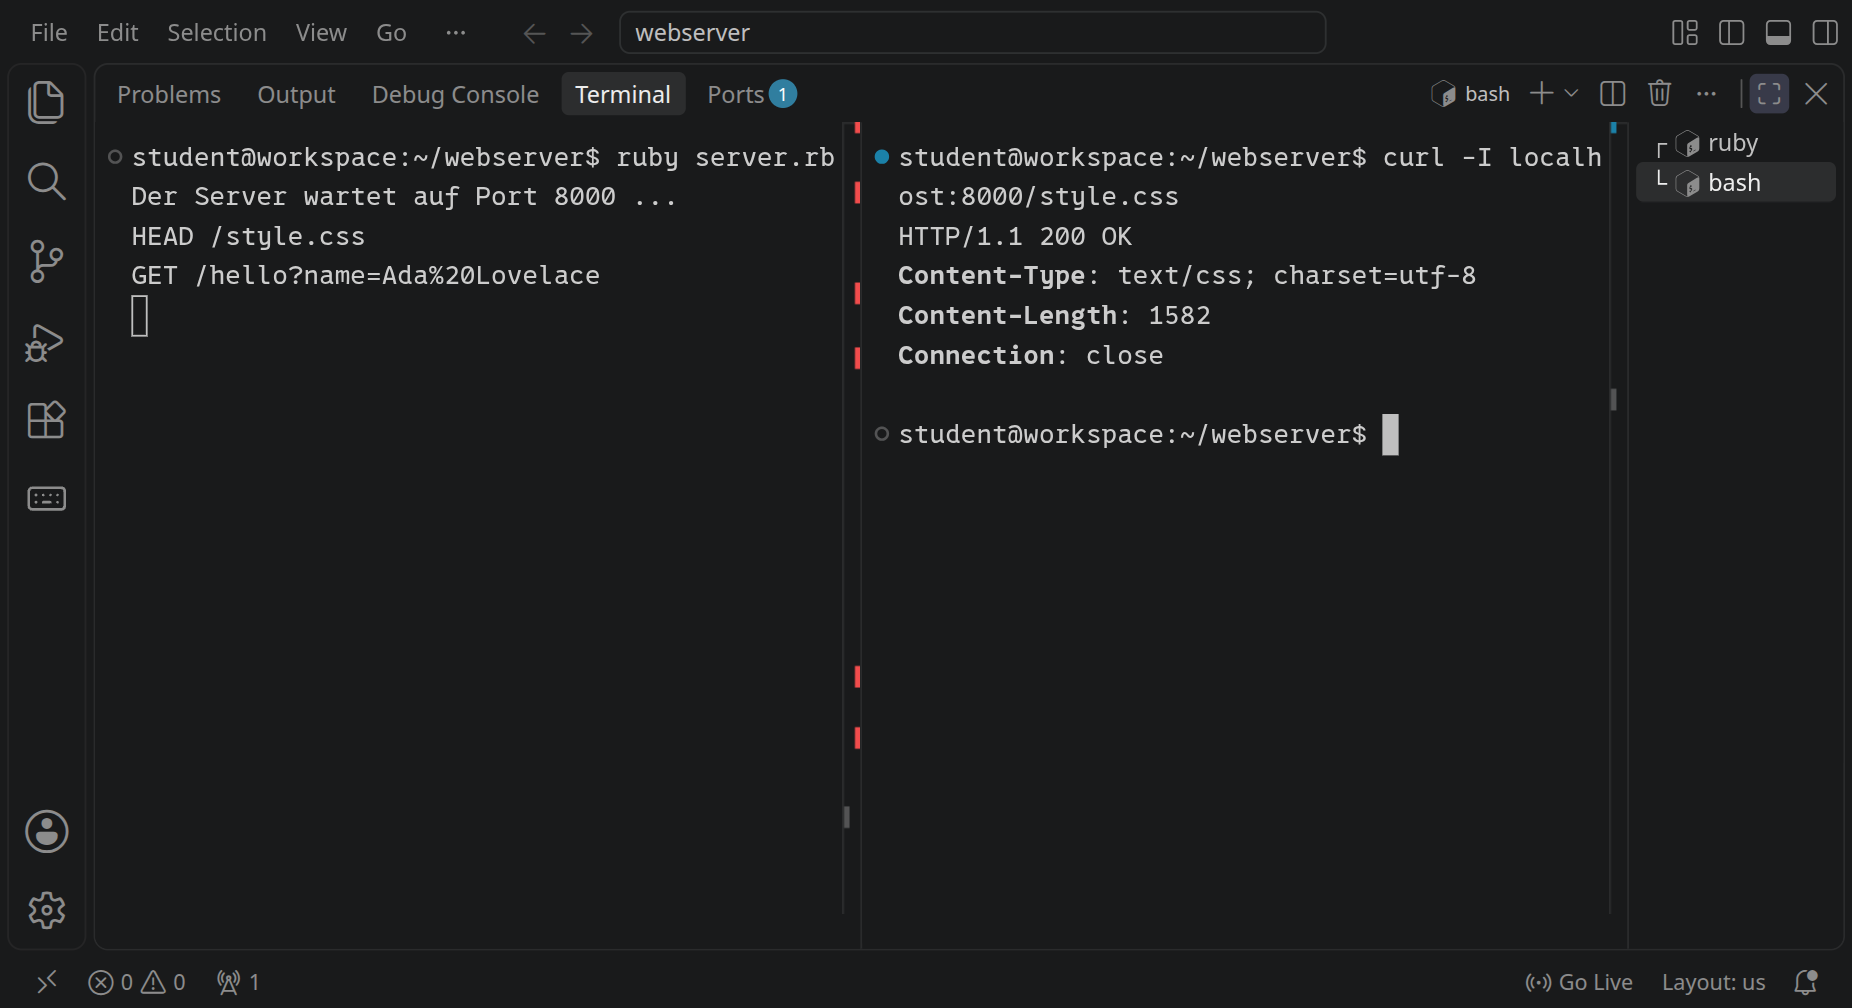 File Edit Selection View Go ··· webserver
Problems Output Debug Console Terminal Ports 1 bash
student@workspace:~/webserver$ ruby server.rb
Der Server wartet auf Port 8000 ...
HEAD /style.css
GET /hello?name=Ada%20Lovelace
student@workspace:~/webserver$ curl -I localh
ost:8000/style.css
HTTP/1.1 200 OK
Content-Type: text/css; charset=utf-8
Content-Length: 1582
Connection: close
student@workspace:~/webserver$
ruby
bash
0 0 1 Go Live Layout: us